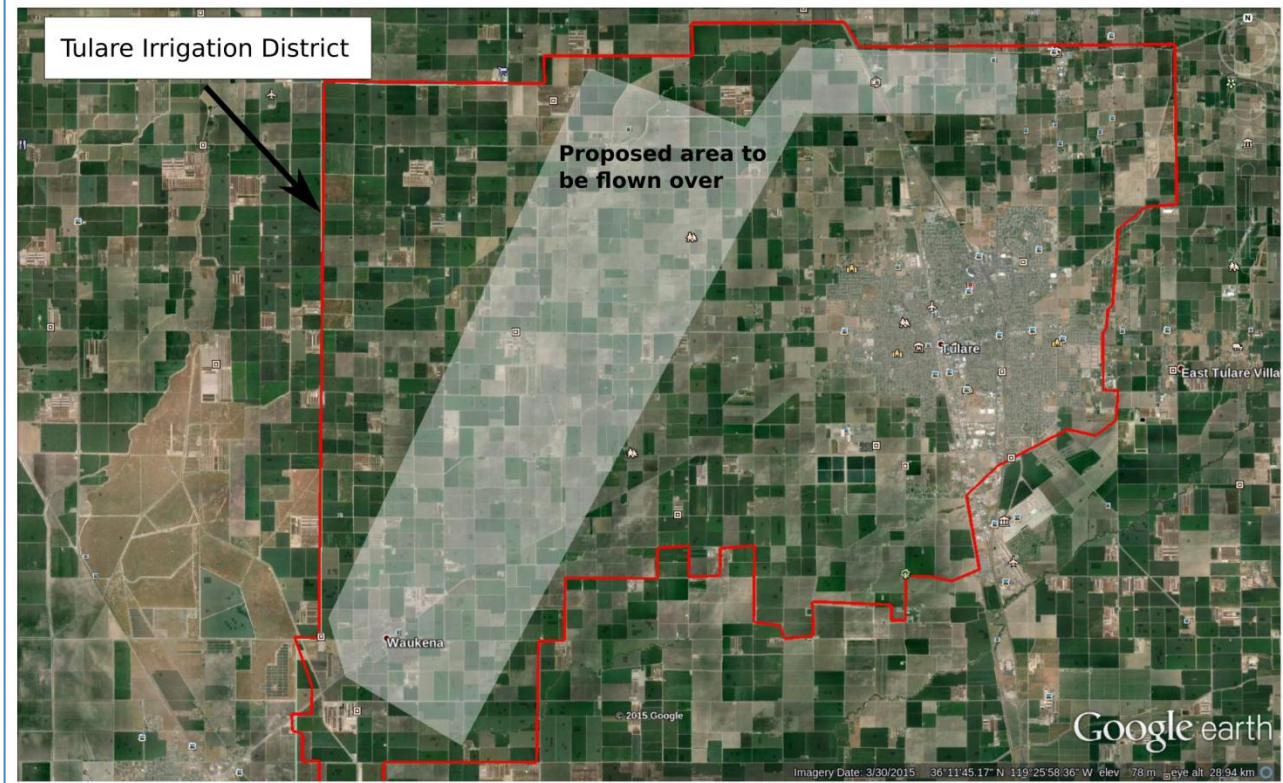 Tulare Irrigation District
Proposed area to
be flown over
Tulare
East Tulare Villa
Waukena
© 2015 Google
Google earth
Imagery Date: 3/30/2015 36°11'45.17" N 119°25'58.36" W elev 78 m eye alt 28.94 km
N